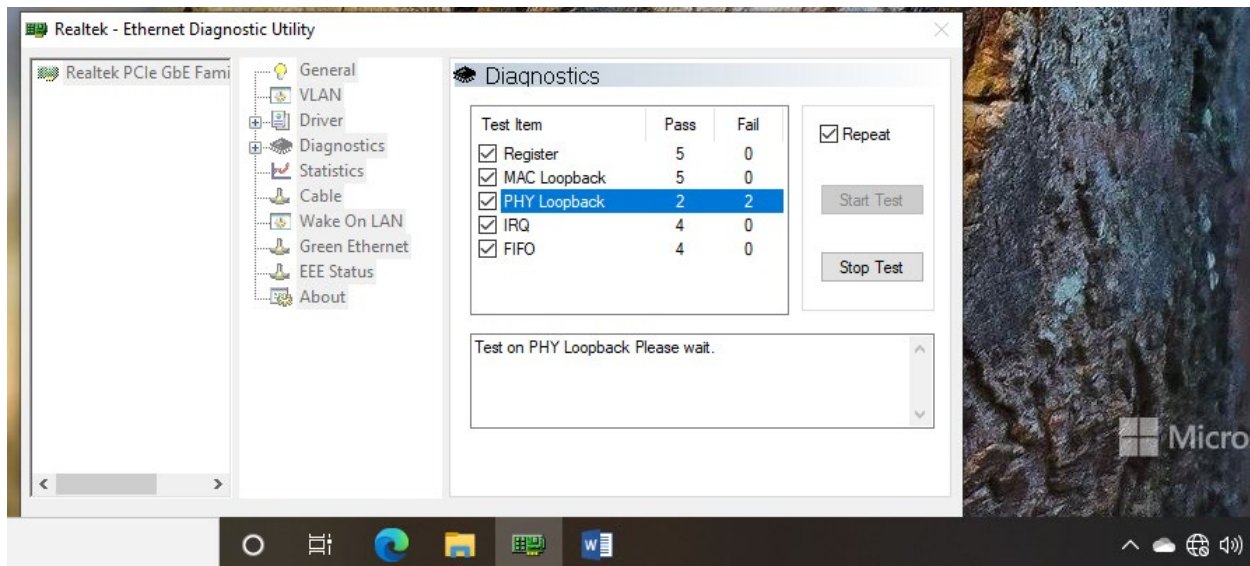 Realtek - Ethernet Diagnostic Utility
Realtek PCIe GbE Fami
General
VLAN
Driver
Diagnostics
Statistics
Cable
Wake On LAN
Green Ethernet
EEE Status
About
Diagnostics
Test Item Pass Fail
Register 5 0
MAC Loopback 5 0
PHY Loopback 2 2
IRQ 4 0
FIFO 4 0
Repeat
Start Test
Stop Test
Test on PHY Loopback Please wait.
Micro
W